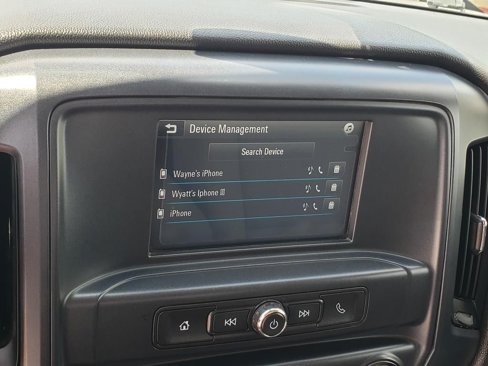 Device Management
Search Device
Wayne's iPhone
Wyatt's Iphone
iPhone